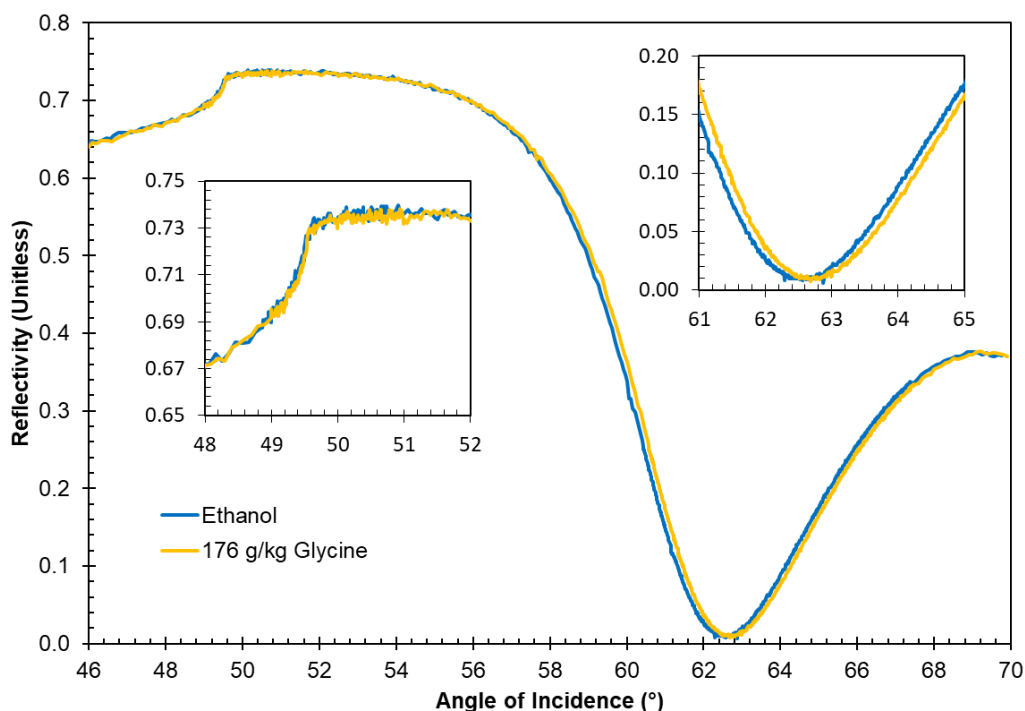 0.8
0.7
0.6
0.5
0.4
0.3
0.2
0.1
0.0
Reflectivity (Unitless)
46 48 50 52 54 56 58 60 62 64 66 68 70
Angle of Incidence (°)
0.75
0.73
0.71
0.69
0.67
0.65
48 49 50 51 52
0.20
0.15
0.10
0.05
0.00
61 62 63 64 65
Ethanol
176 g/kg Glycine